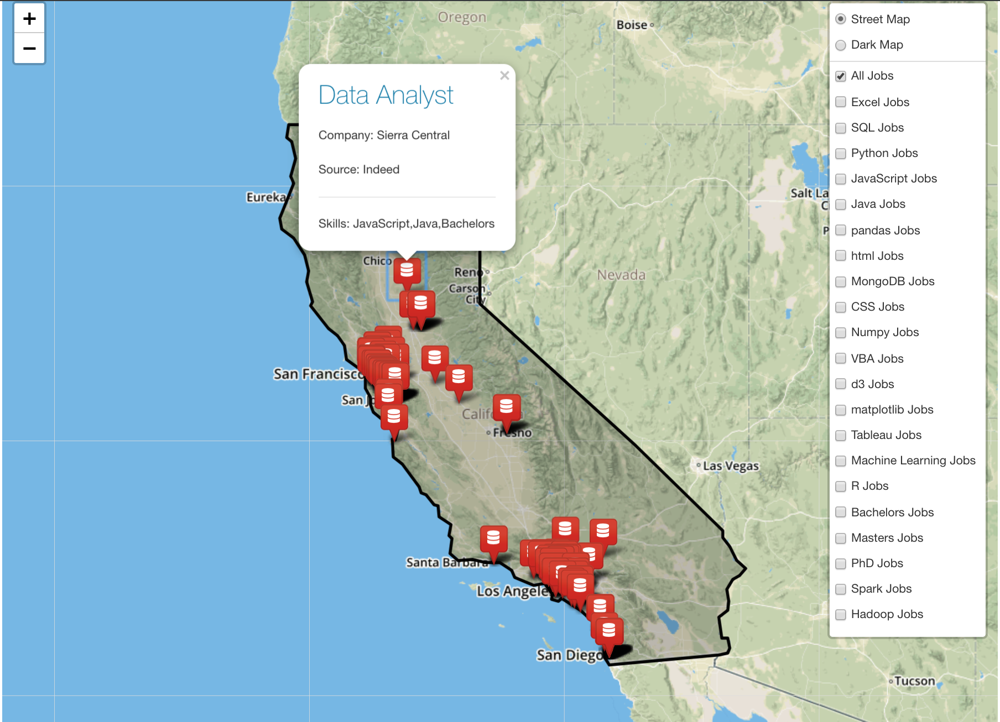 +
−
Oregon
Boise
×
Data Analyst
Company: Sierra Central
Source: Indeed
Skills: JavaScript,Java,Bachelors
Eureka
Chico
Reno
Carson
City
Nevada
Salt La
San Francisco
San Jo
Fresno
Las Vegas
Santa Barbara
Los Angeles
San Diego
Tucson
Street Map
Dark Map
All Jobs
Excel Jobs
SQL Jobs
Python Jobs
JavaScript Jobs
Java Jobs
pandas Jobs
html Jobs
MongoDB Jobs
CSS Jobs
Numpy Jobs
VBA Jobs
d3 Jobs
matplotlib Jobs
Tableau Jobs
Machine Learning Jobs
R Jobs
Bachelors Jobs
Masters Jobs
PhD Jobs
Spark Jobs
Hadoop Jobs